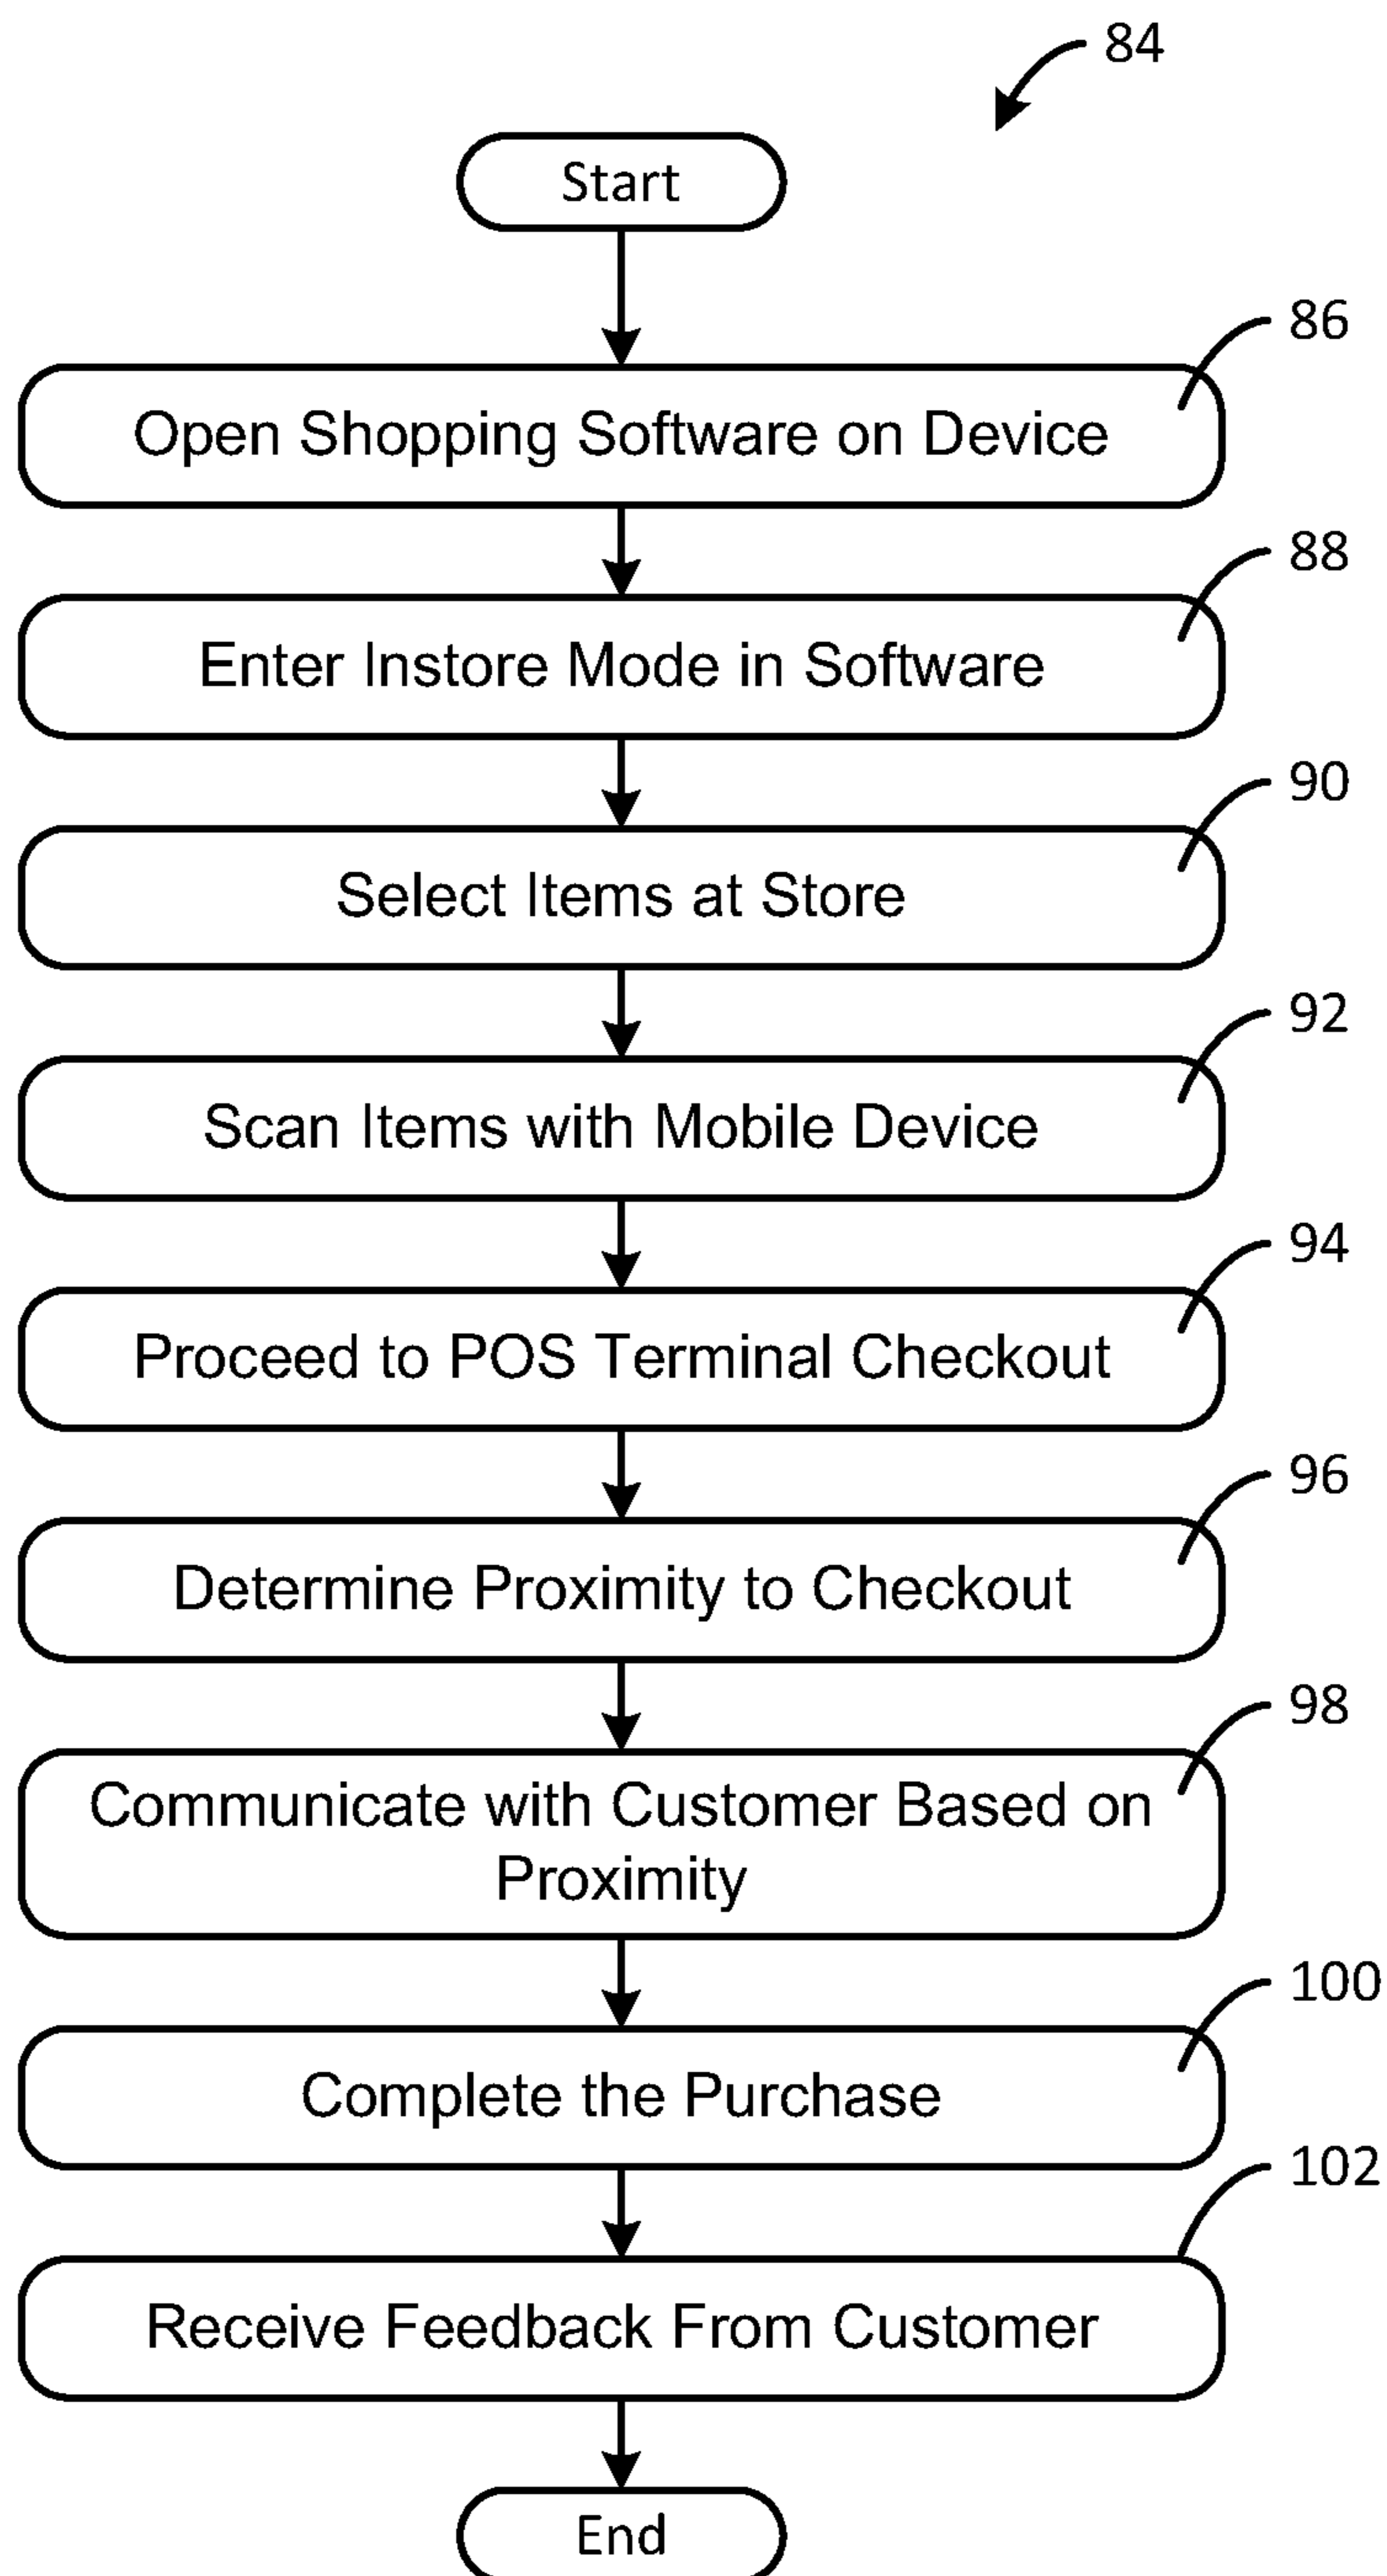 84
Start
86
Open Shopping Software on Device
88
Enter Instore Mode in Software
90
Select Items at Store
92
Scan Items with Mobile Device
94
Proceed to POS Terminal Checkout
96
Determine Proximity to Checkout
98
Communicate with Customer Based on
Proximity
100
Complete the Purchase
102
Receive Feedback From Customer
End